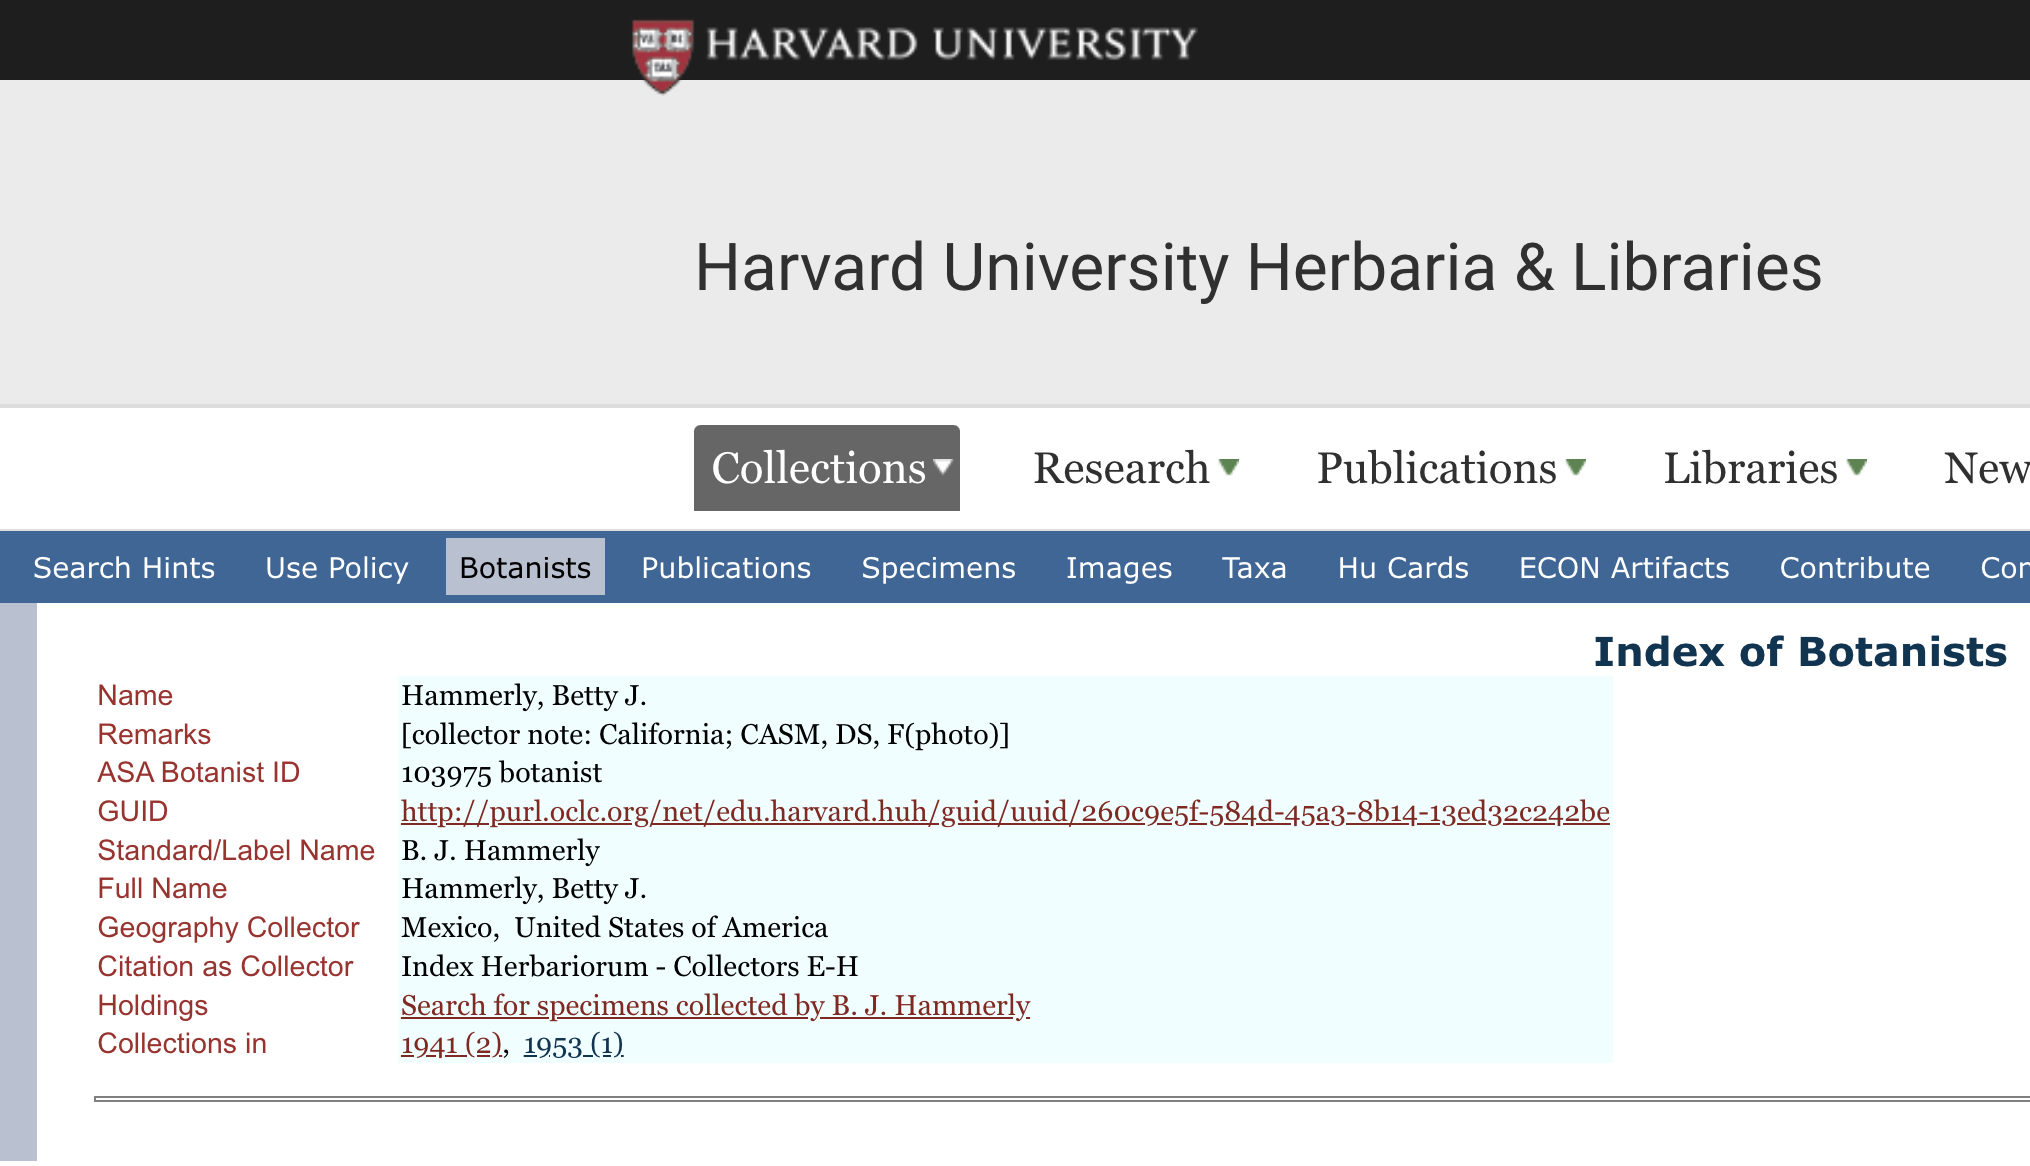 HARVARD UNIVERSITY
Harvard University Herbaria & Libraries
Collections Research Publications Libraries New
Search Hints Use Policy Botanists Publications Specimens Images Taxa Hu Cards ECON Artifacts Contribute Con
Index of Botanists
Name Hammerly, Betty J.
Remarks [collector note: California; CASM, DS, F(photo)]
ASA Botanist ID 103975 botanist
GUID http://purl.oclc.org/net/edu.harvard.huh/guid/uuid/260c9e5f-584d-45a3-8b14-13ed32c242be
Standard/Label Name B. J. Hammerly
Full Name Hammerly, Betty J.
Geography Collector Mexico, United States of America
Citation as Collector Index Herbariorum - Collectors E-H
Holdings Search for specimens collected by B. J. Hammerly
Collections in 1941 (2), 1953 (1)